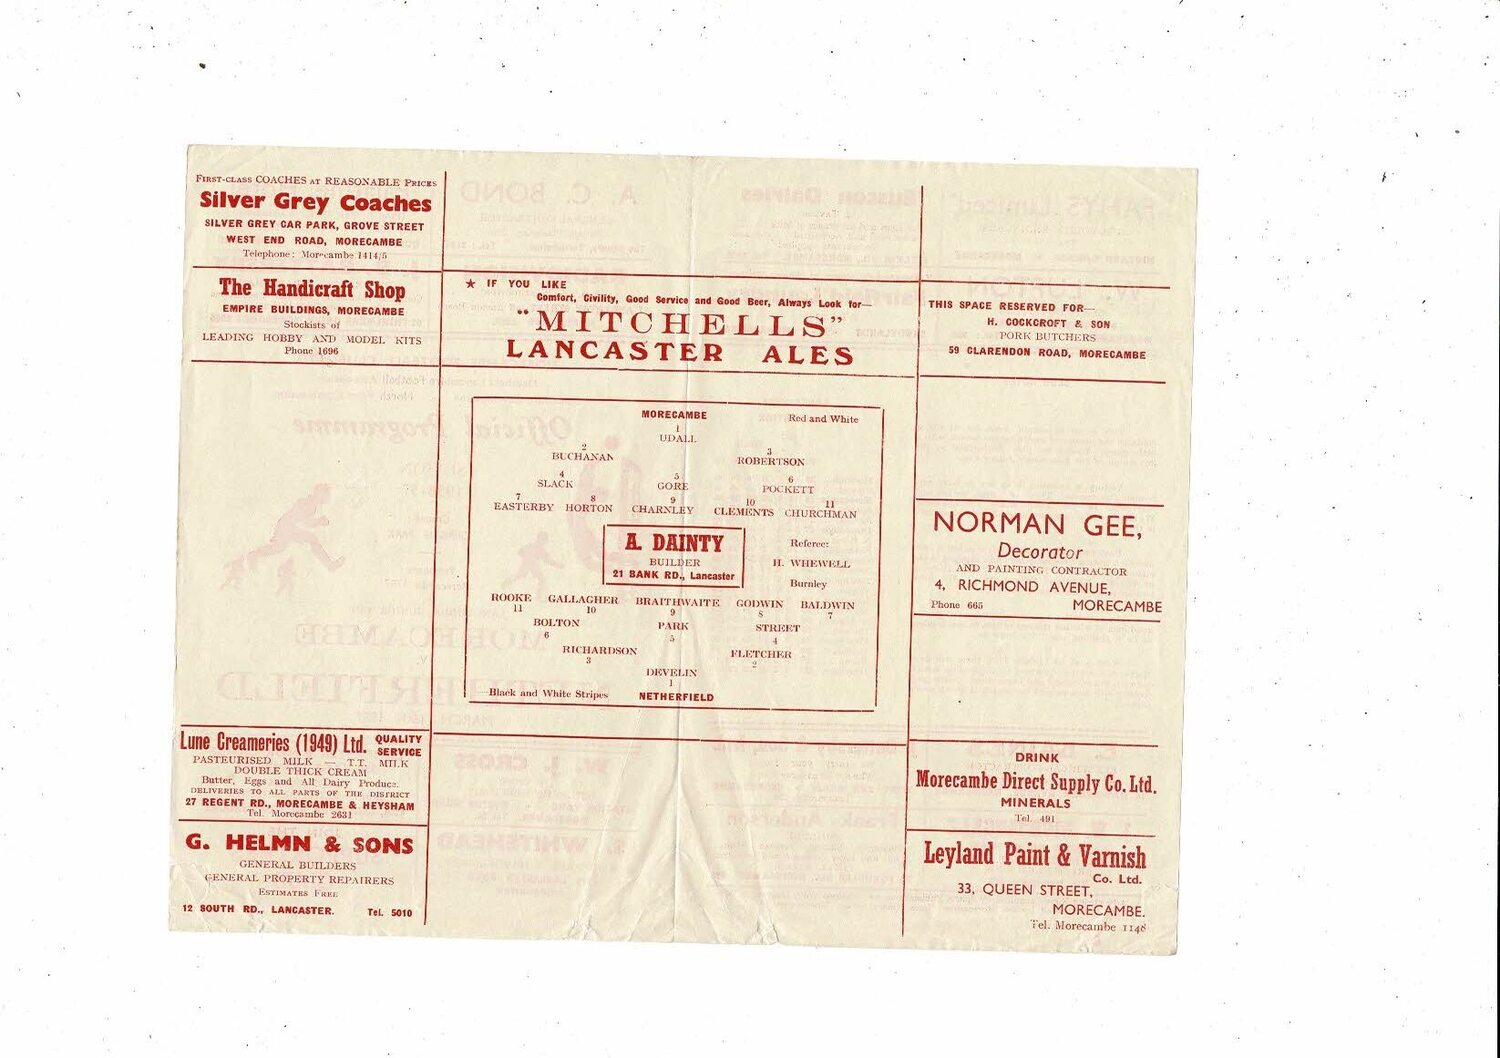 First-class COACHES at REASONABLE Prices
Silver Grey Coaches
SILVER GREY CAR PARK, GROVE STREET
WEST END ROAD, MORECAMBE
Telephone: Morecambe 1414/5
The Handicraft Shop
EMPIRE BUILDINGS, MORECAMBE
Stockists of
LEADING HOBBY AND MODEL KITS
Phone 1696
★ IF YOU LIKE
Comfort, Civility, Good Service and Good Beer, Always Look for—
"MITCHELLS"
LANCASTER ALES
THIS SPACE RESERVED FOR—
H. COCKCROFT & SON
PORK BUTCHERS
59 CLARENDON ROAD, MORECAMBE
MORECAMBE Red and White
1
UDALL
2 3
BUCHANAN ROBERTSON
4 5 6
SLACK GORE POCKETT
7 8 9 10 11
EASTERBY HORTON CHARNLEY CLEMENTS CHURCHMAN
A. DAINTY
BUILDER
21 BANK RD., Lancaster
Referee:
H. WHEWELL
Burnley
ROOKE GALLAGHER BRAITHWAITE GODWIN BALDWIN
11 10 9 8 7
BOLTON PARK STREET
6 5 4
RICHARDSON FLETCHER
3 2
DEVELIN
1
Black and White Stripes NETHERFIELD
NORMAN GEE,
Decorator
AND PAINTING CONTRACTOR
4, RICHMOND AVENUE,
Phone 665 MORECAMBE
Lune Creameries (1949) Ltd. QUALITY SERVICE
PASTEURISED MILK — T.T. MILK
DOUBLE THICK CREAM
Butter, Eggs and All Dairy Produce.
DELIVERIES TO ALL PARTS OF THE DISTRICT
27 REGENT RD., MORECAMBE & HEYSHAM
Tel. Morecambe 2631
G. HELMN & SONS
GENERAL BUILDERS
GENERAL PROPERTY REPAIRERS
Estimates Free
12 SOUTH RD., LANCASTER. Tel. 5010
DRINK
Morecambe Direct Supply Co. Ltd.
MINERALS
Tel. 491
Leyland Paint & Varnish
Co. Ltd.
33, QUEEN STREET,
MORECAMBE.
Tel. Morecambe 1148